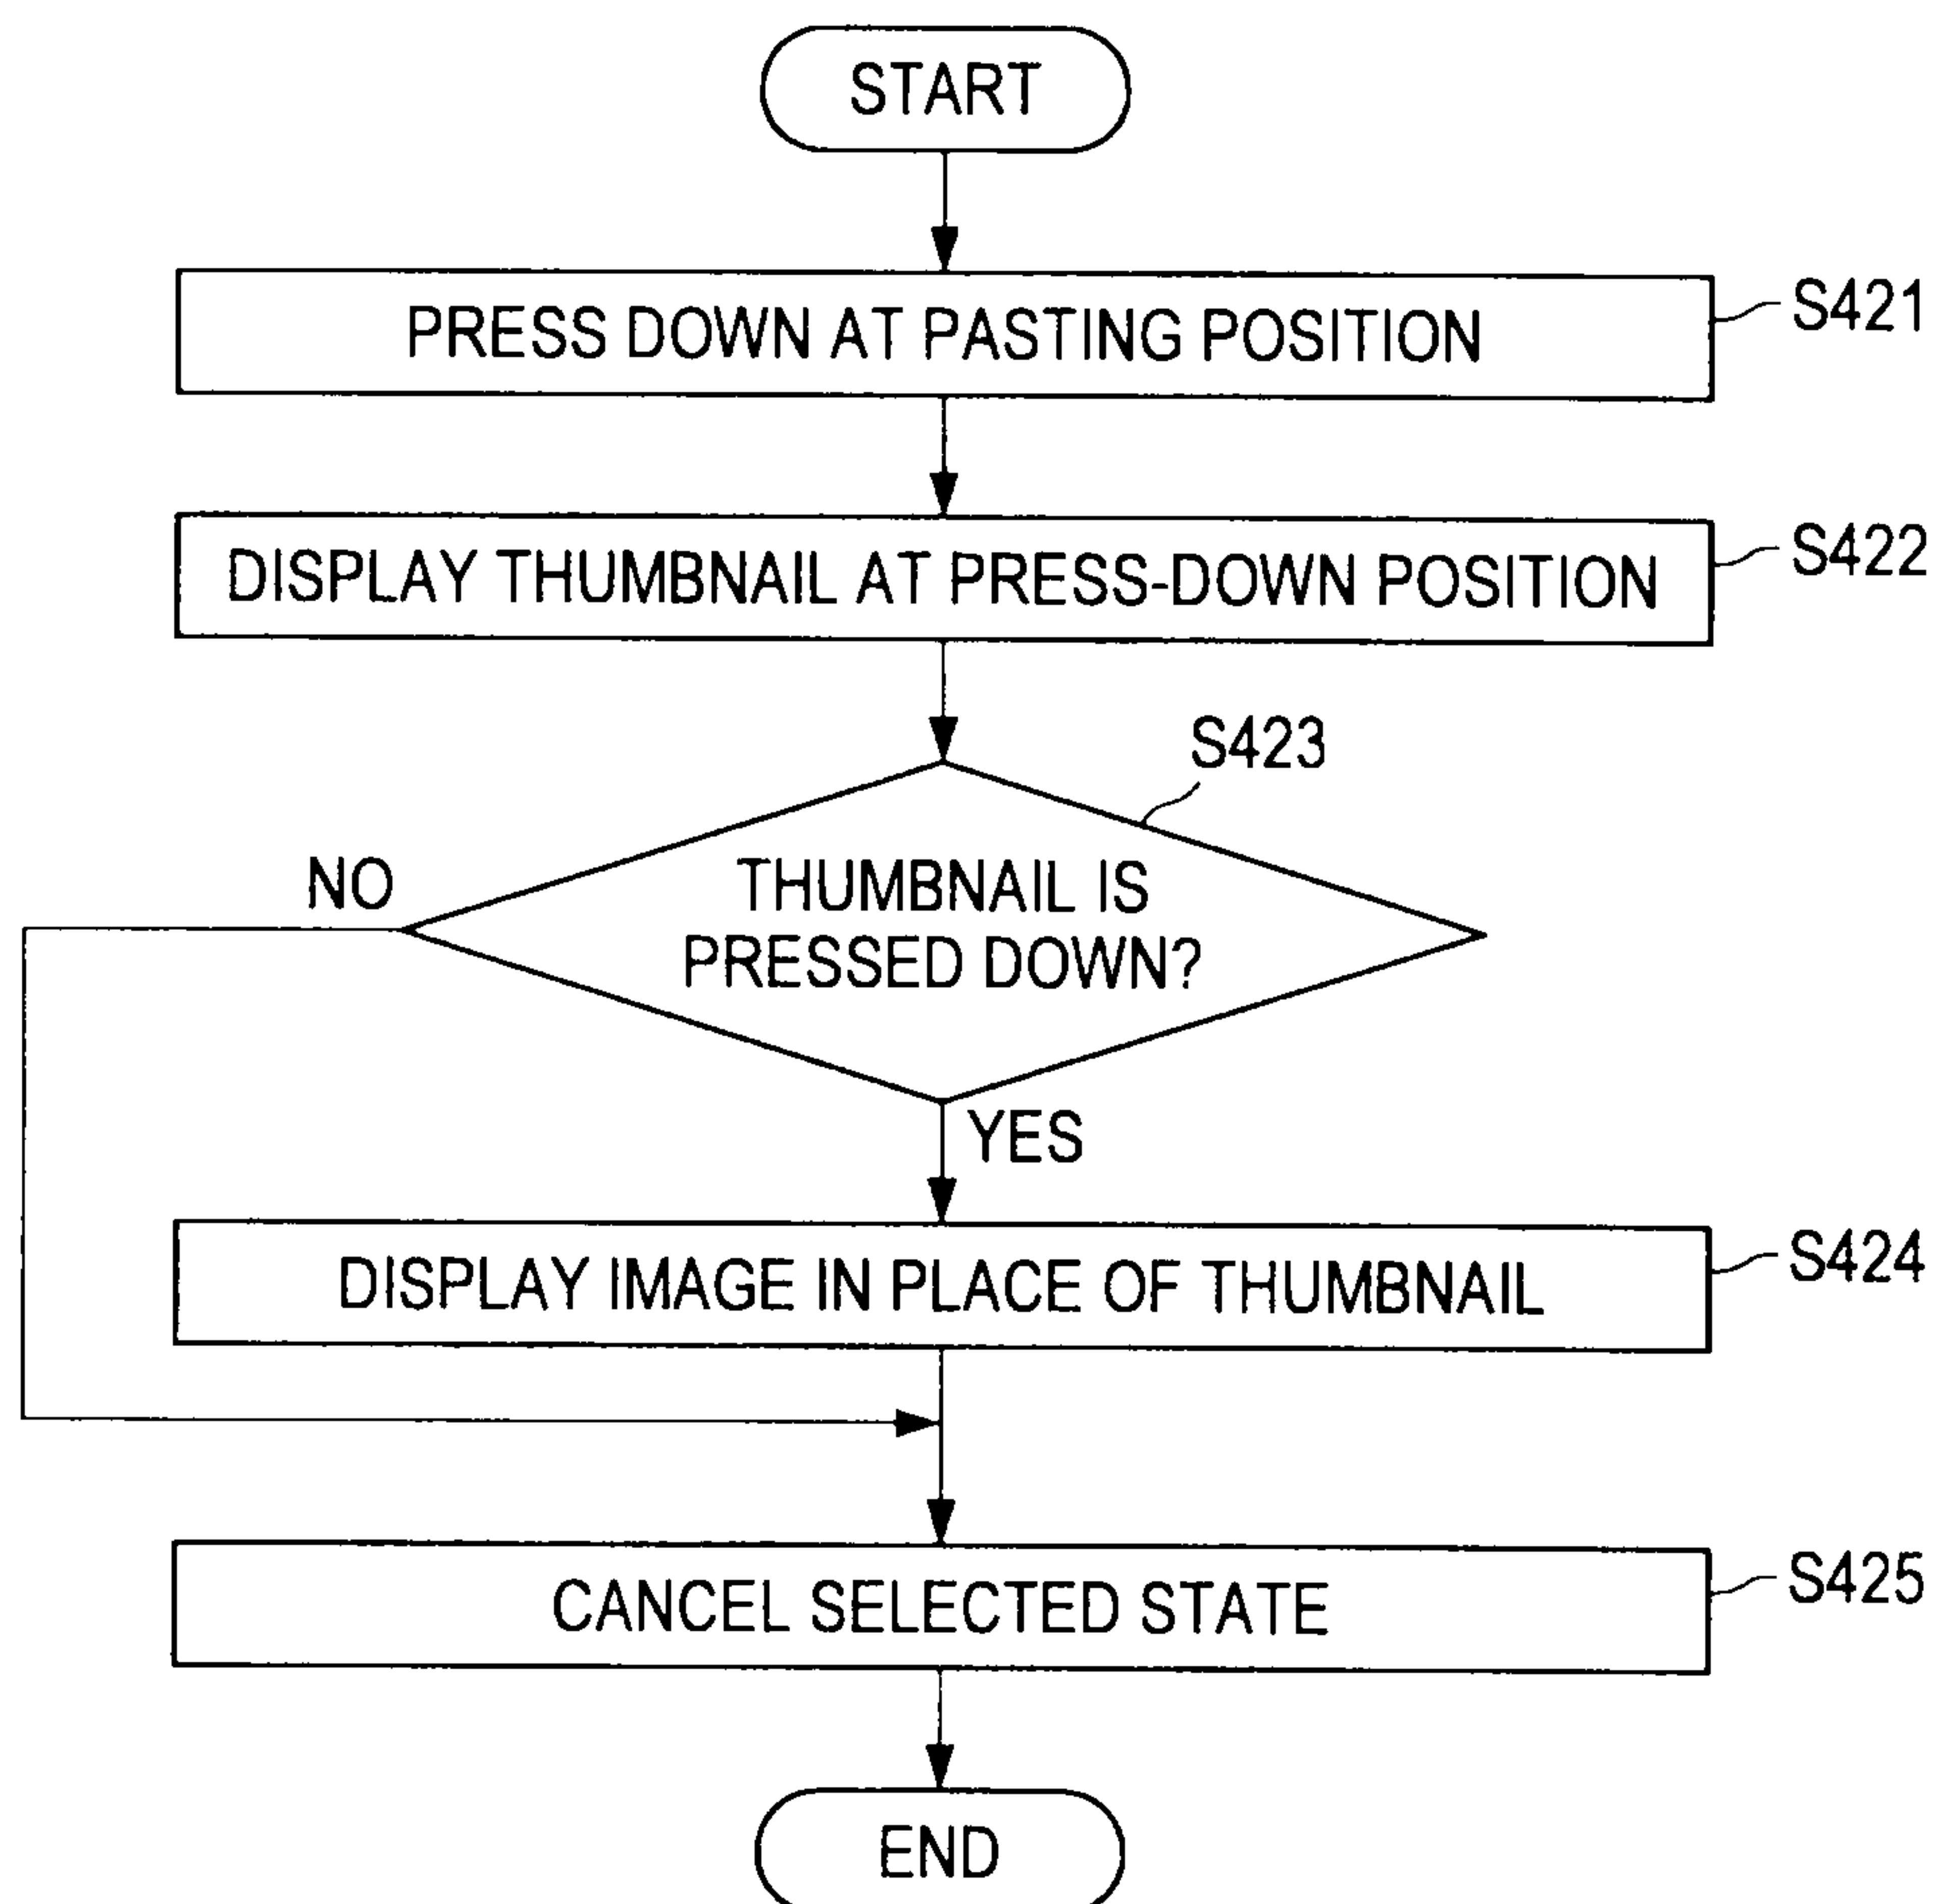 START
PRESS DOWN AT PASTING POSITION
S421
DISPLAY THUMBNAIL AT PRESS-DOWN POSITION
S422
S423
NO
THUMBNAIL IS
PRESSED DOWN?
YES
DISPLAY IMAGE IN PLACE OF THUMBNAIL
S424
CANCEL SELECTED STATE
S425
END